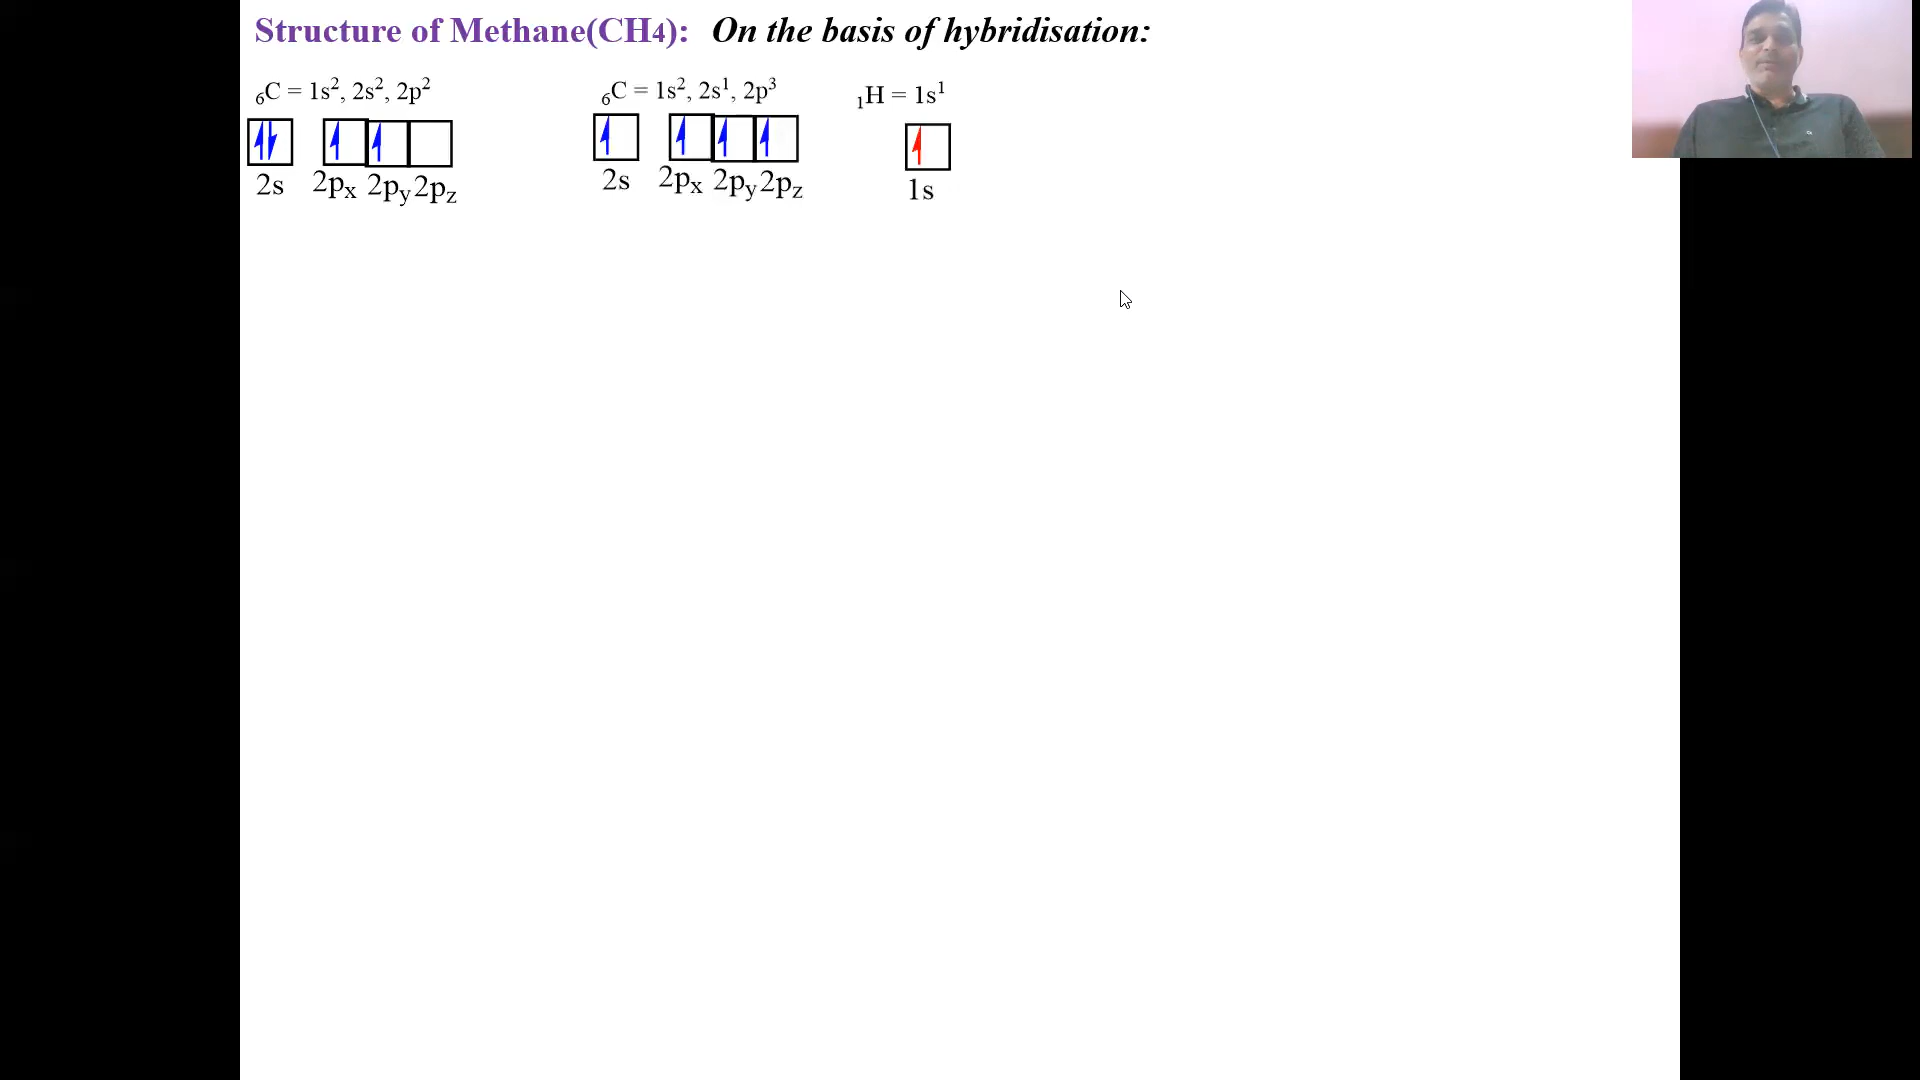 Structure of Methane(CH4): On the basis of hybridisation:
₆C = 1s², 2s², 2p² ₆C = 1s², 2s¹, 2p³ ₁H = 1s¹
2s 2pₓ 2py 2pz 2s 2pₓ 2py 2pz 1s